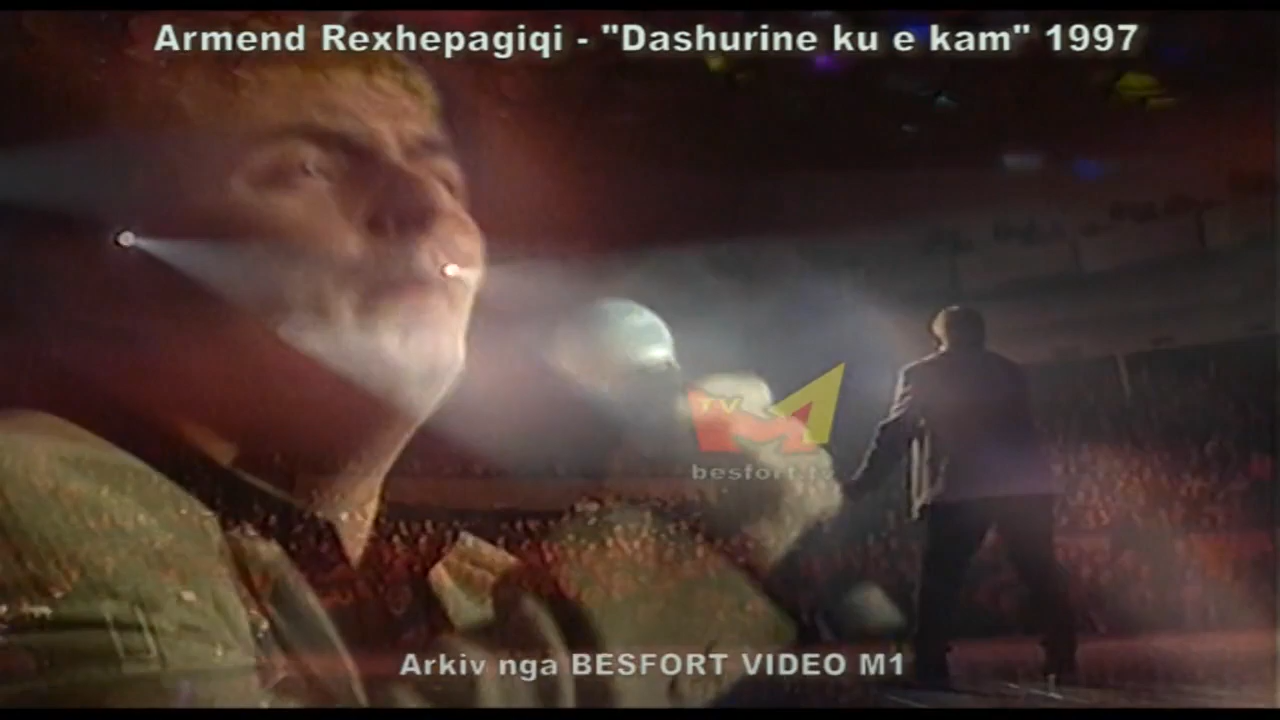 Armend Rexhepagiqi - "Dashurine ku e kam" 1997
TV M1
besfort.tv
Arkiv nga BESFORT VIDEO M1